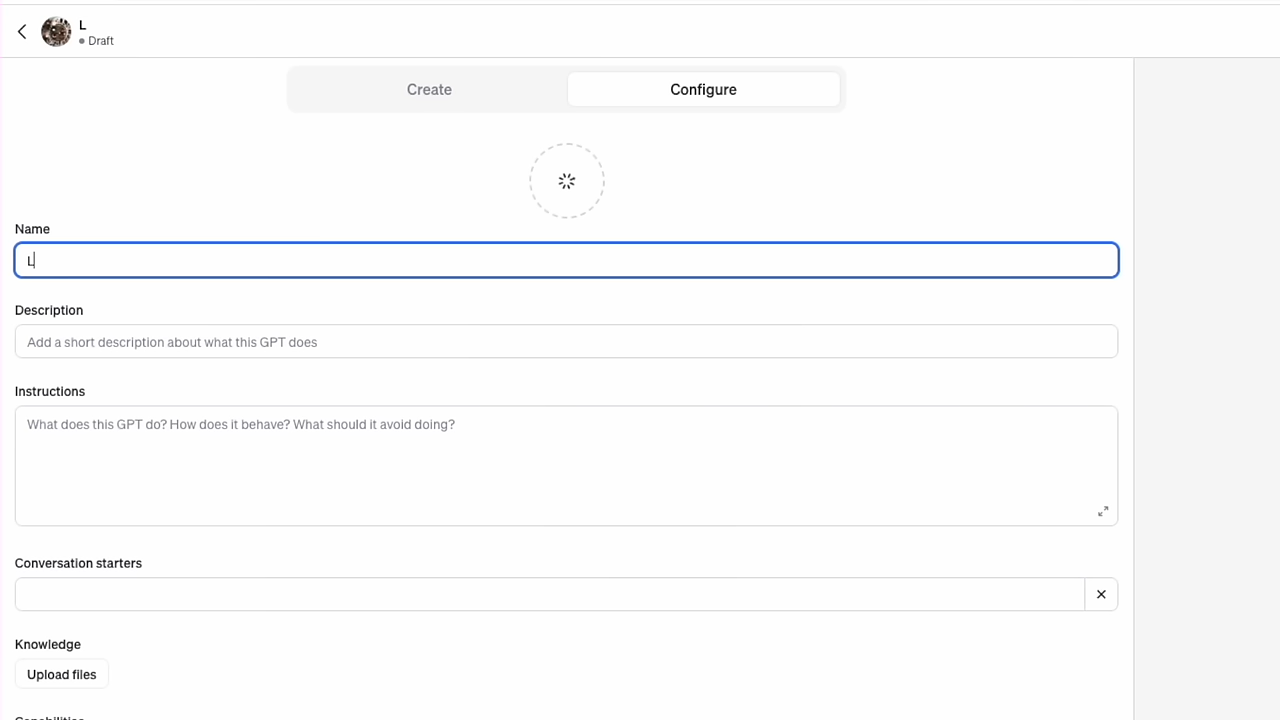 L
Draft
Create
Configure
Name
L
Description
Add a short description about what this GPT does
Instructions
What does this GPT do? How does it behave? What should it avoid doing?
Conversation starters
Knowledge
Upload files
Capabilities